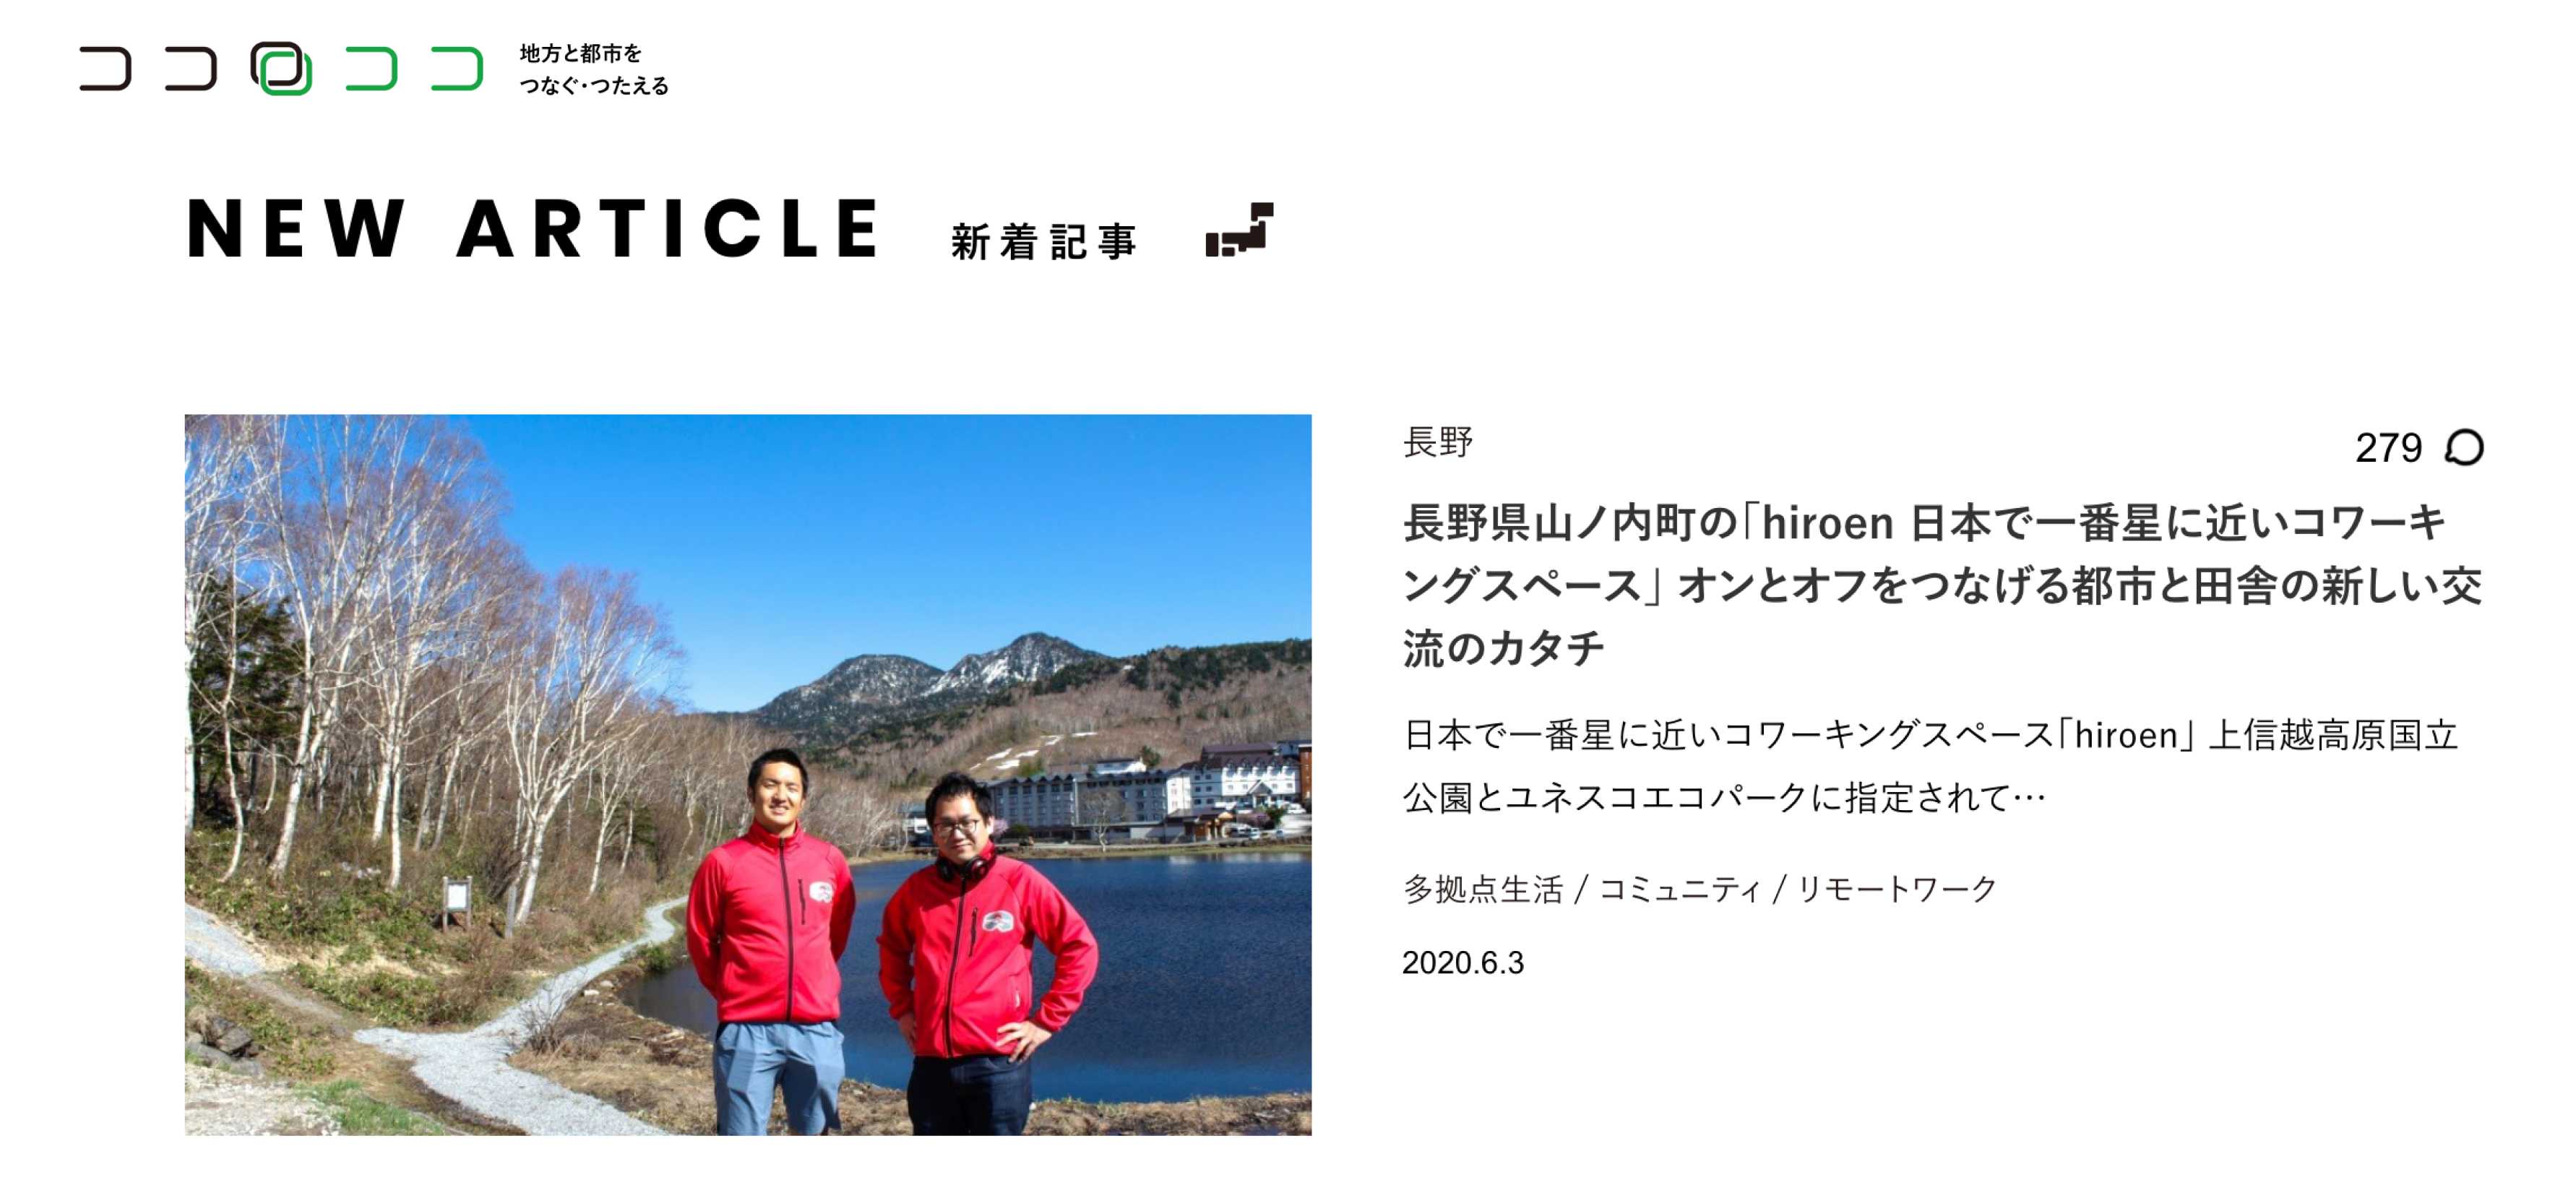 ココロココ
地方と都市を
つなぐ・つたえる
NEW ARTICLE 新着記事
長野
279
長野県山ノ内町の「hiroen 日本で一番星に近いコワーキ
ングスペース」 オンとオフをつなげる都市と田舎の新しい交
流のカタチ
日本で一番星に近いコワーキングスペース「hiroen」 上信越高原国立
公園とユネスコエコパークに指定されて…
多拠点生活 / コミュニティ / リモートワーク
2020.6.3